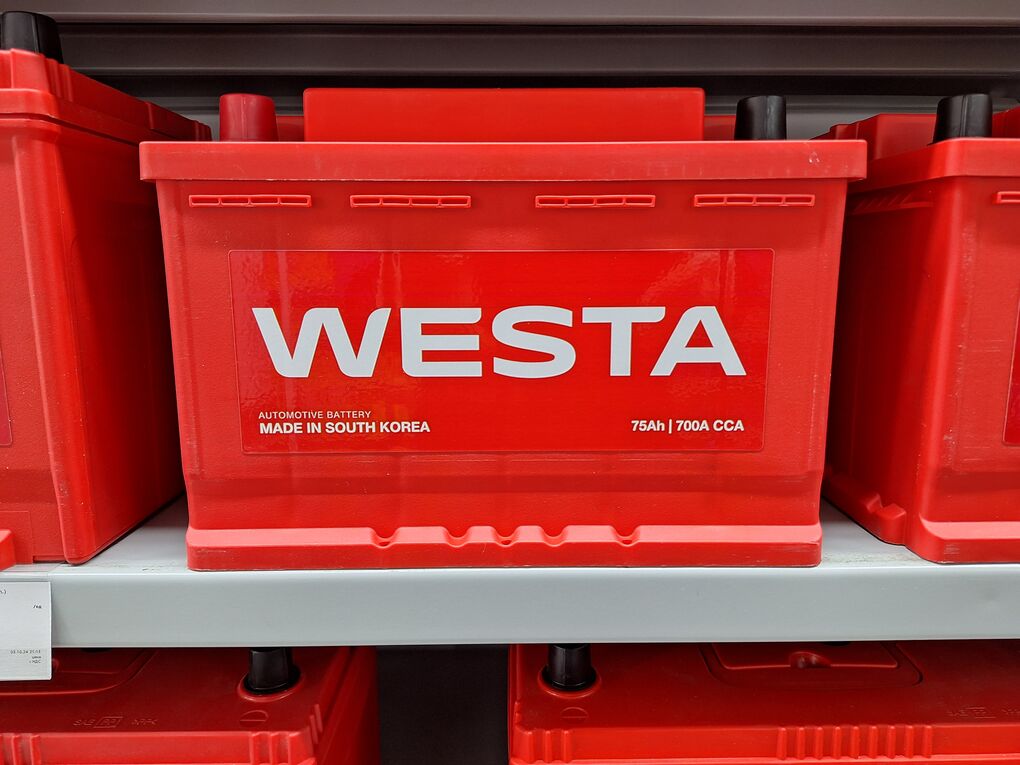 WESTA
AUTOMOTIVE BATTERY
MADE IN SOUTH KOREA
75Ah | 700A CCA